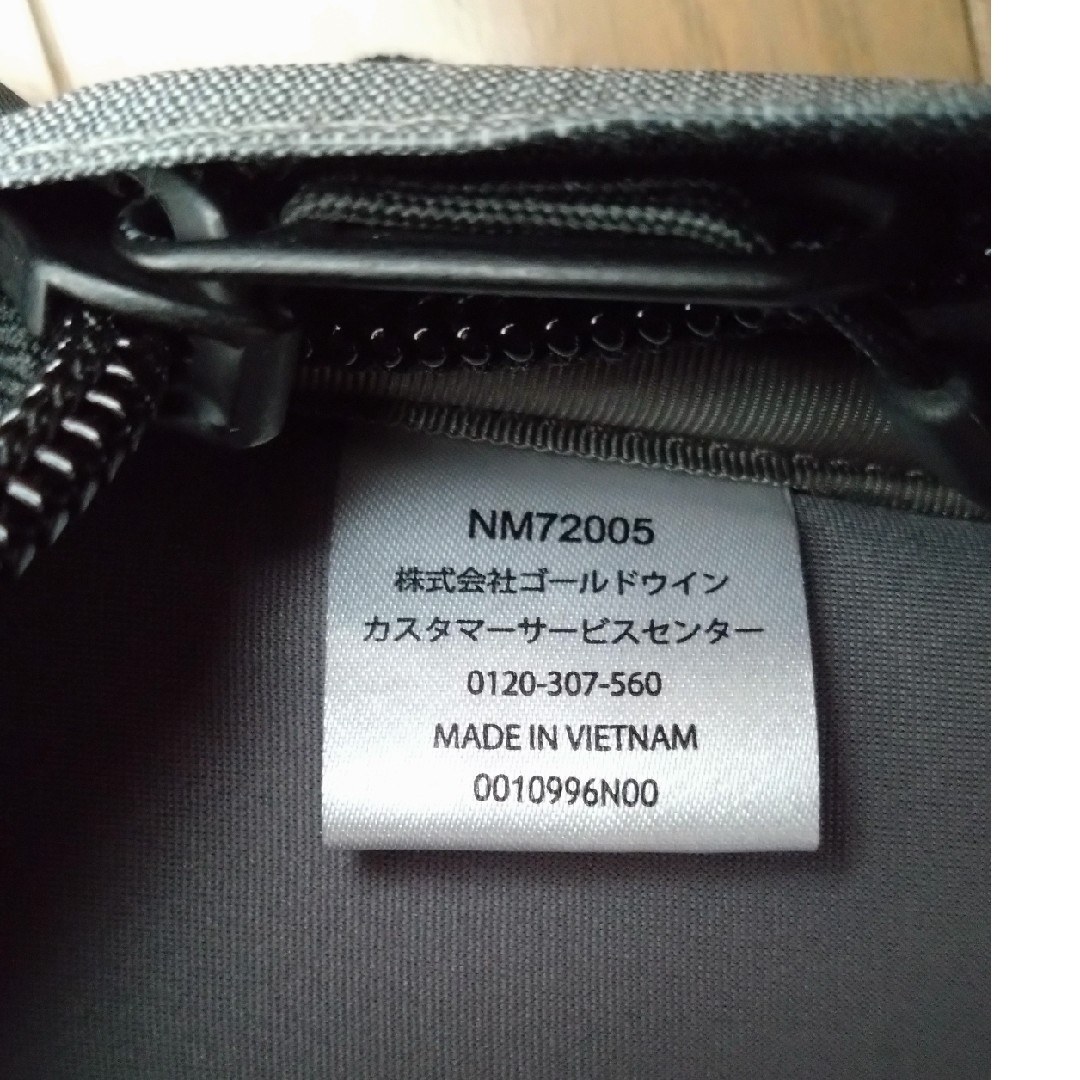 NM72005
株式会社ゴールドウイン
カスタマーサービスセンター
0120-307-560
MADE IN VIETNAM
0010996N00